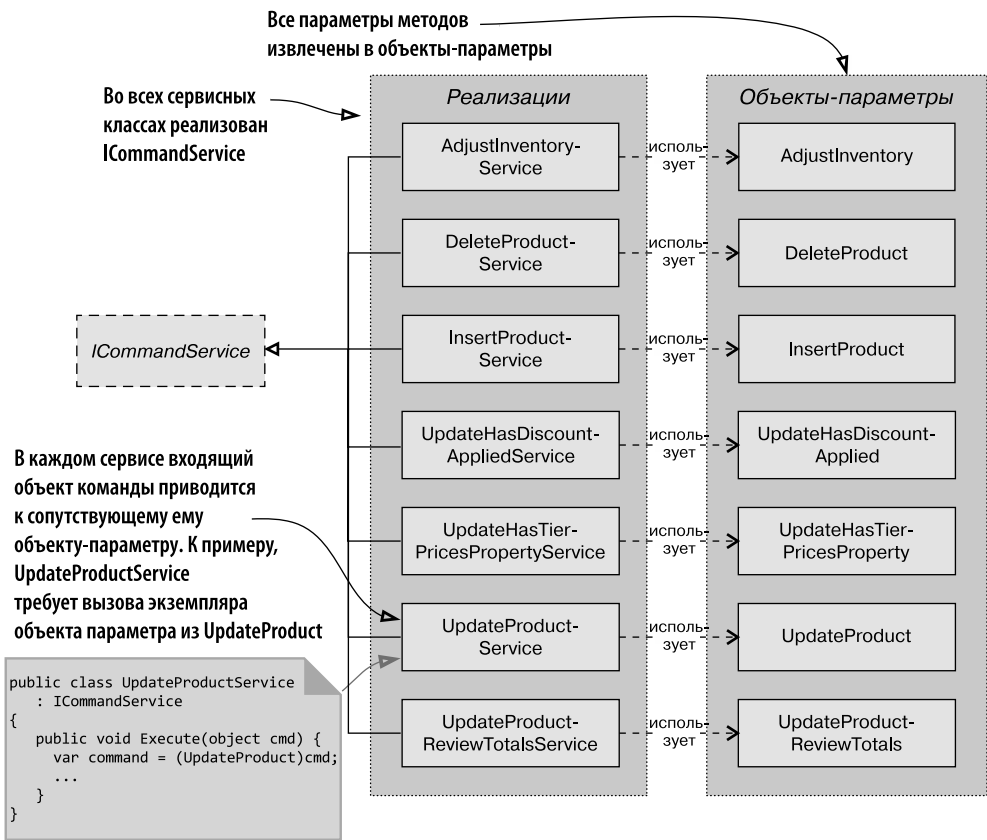 Все параметры методов
извлечены в объекты-параметры
Во всех сервисных
классах реализован
ICommandService
Реализации
Объекты-параметры
AdjustInventory-
Service
исполь-
зует
AdjustInventory
DeleteProduct-
Service
исполь-
зует
DeleteProduct
ICommandService
InsertProduct-
Service
исполь-
зует
InsertProduct
UpdateHasDiscount-
AppliedService
исполь-
зует
UpdateHasDiscount-
Applied
В каждом сервисе входящий
объект команды приводится
к сопутствующему ему
объекту-параметру. К примеру,
UpdateProductService
требует вызова экземпляра
объекта параметра из UpdateProduct
UpdateHasTier-
PricesPropertyService
исполь-
зует
UpdateHasTier-
PricesProperty
UpdateProduct-
Service
исполь-
зует
UpdateProduct
public class UpdateProductService
: ICommandService
{
public void Execute(object cmd) {
var command = (UpdateProduct)cmd;
...
}
}
UpdateProduct-
ReviewTotalsService
исполь-
зует
UpdateProduct-
ReviewTotals